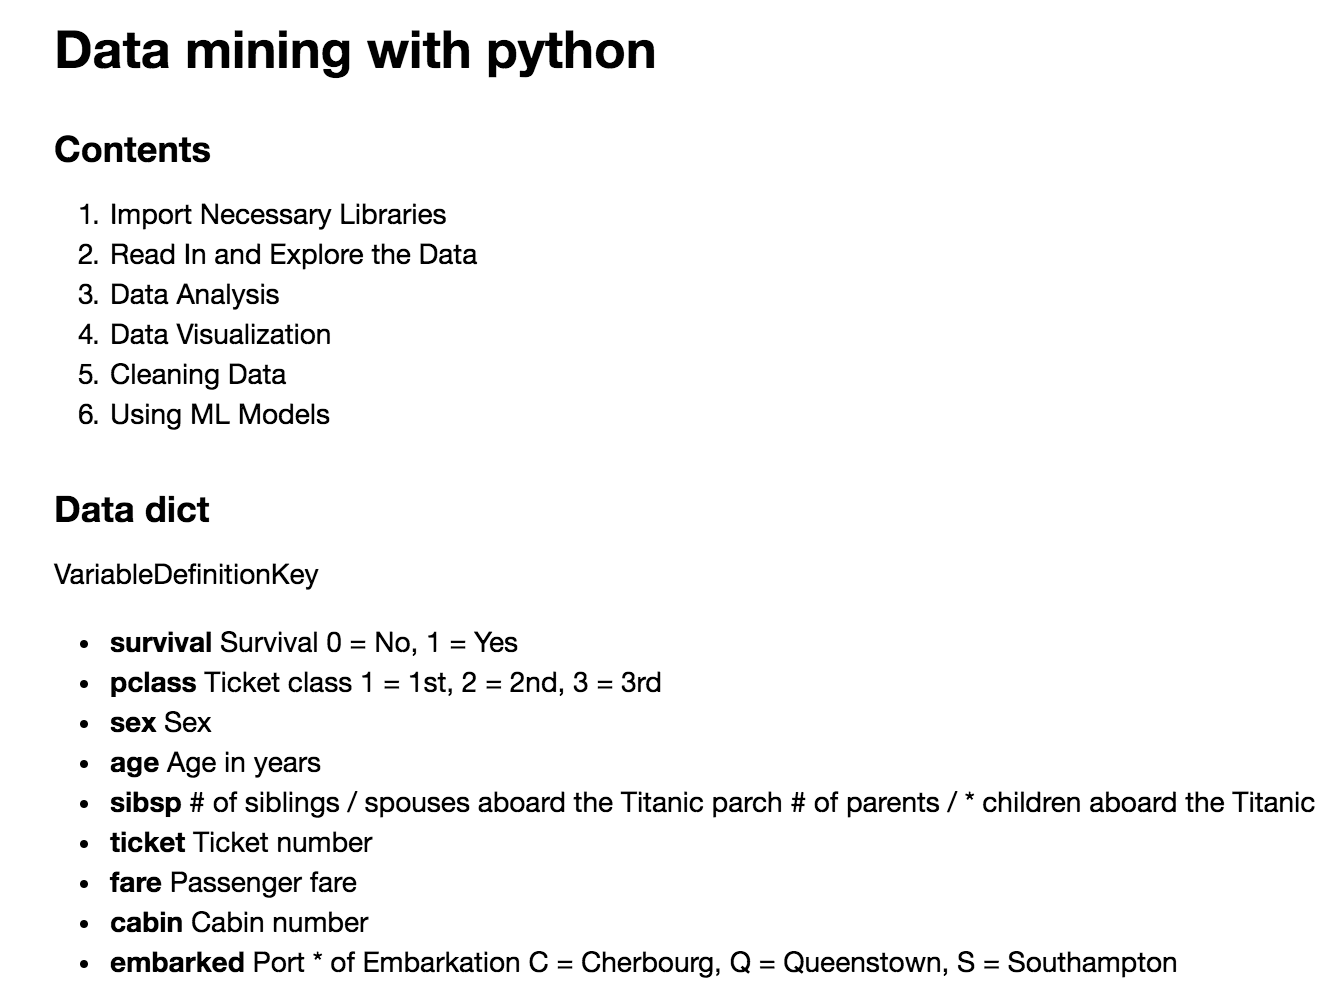 Data mining with python
Contents
1. Import Necessary Libraries
2. Read In and Explore the Data
3. Data Analysis
4. Data Visualization
5. Cleaning Data
6. Using ML Models
Data dict
VariableDefinitionKey
• survival Survival 0 = No, 1 = Yes
• pclass Ticket class 1 = 1st, 2 = 2nd, 3 = 3rd
• sex Sex
• age Age in years
• sibsp # of siblings / spouses aboard the Titanic parch # of parents / * children aboard the Titanic
• ticket Ticket number
• fare Passenger fare
• cabin Cabin number
• embarked Port * of Embarkation C = Cherbourg, Q = Queenstown, S = Southampton